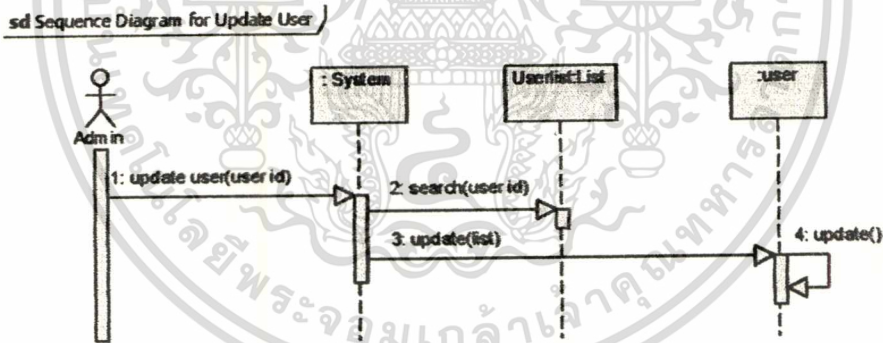 sd Sequence Diagram for Update User
: System
Userlist:List
:user
Admin
1: update user(user id)
2: search(user id)
3: update(list)
4: update()